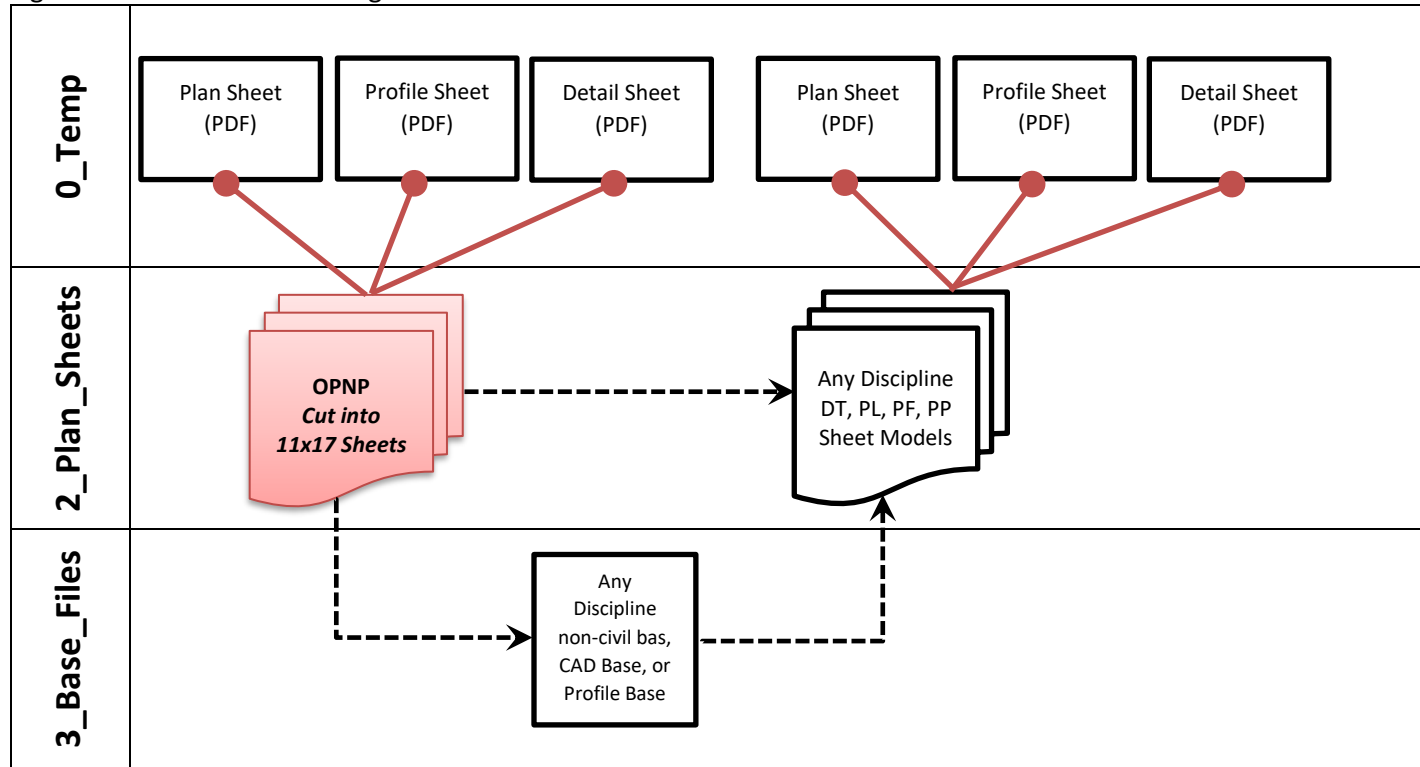 0_Temp
Plan Sheet
(PDF)
Profile Sheet
(PDF)
Detail Sheet
(PDF)
Plan Sheet
(PDF)
Profile Sheet
(PDF)
Detail Sheet
(PDF)
2_Plan_Sheets
OPNP
Cut into
11x17 Sheets
Any Discipline
DT, PL, PF, PP
Sheet Models
3_Base_Files
Any
Discipline
non-civil bas,
CAD Base, or
Profile Base